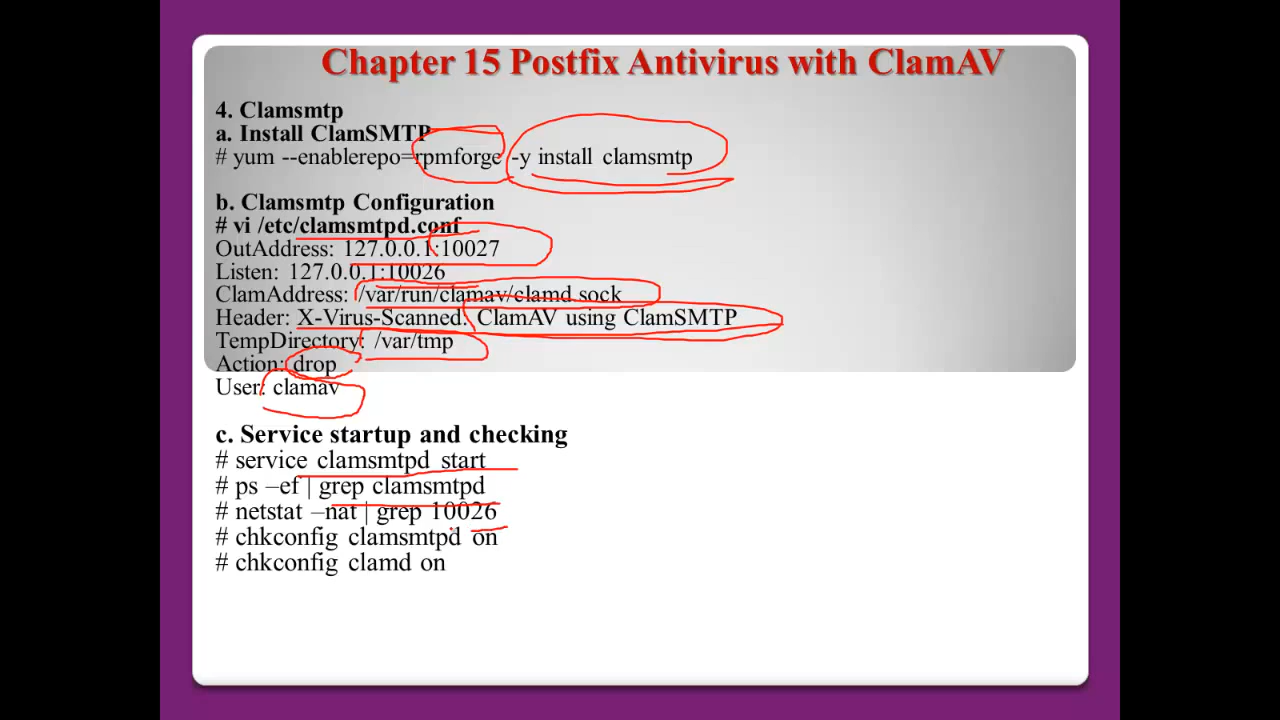 Chapter 15 Postfix Antivirus with ClamAV
4. Clamsmtp
a. Install ClamSMTP
# yum --enablerepo=rpmforge -y install clamsmtp
b. Clamsmtp Configuration
# vi /etc/clamsmtpd.conf
OutAddress: 127.0.0.1:10027
Listen: 127.0.0.1:10026
ClamAddress: /var/run/clamav/clamd.sock
Header: X-Virus-Scanned: ClamAV using ClamSMTP
TempDirectory: /var/tmp
Action: drop
User: clamav
c. Service startup and checking
# service clamsmtpd start
# ps –ef | grep clamsmtpd
# netstat –nat | grep 10026
# chkconfig clamsmtpd on
# chkconfig clamd on